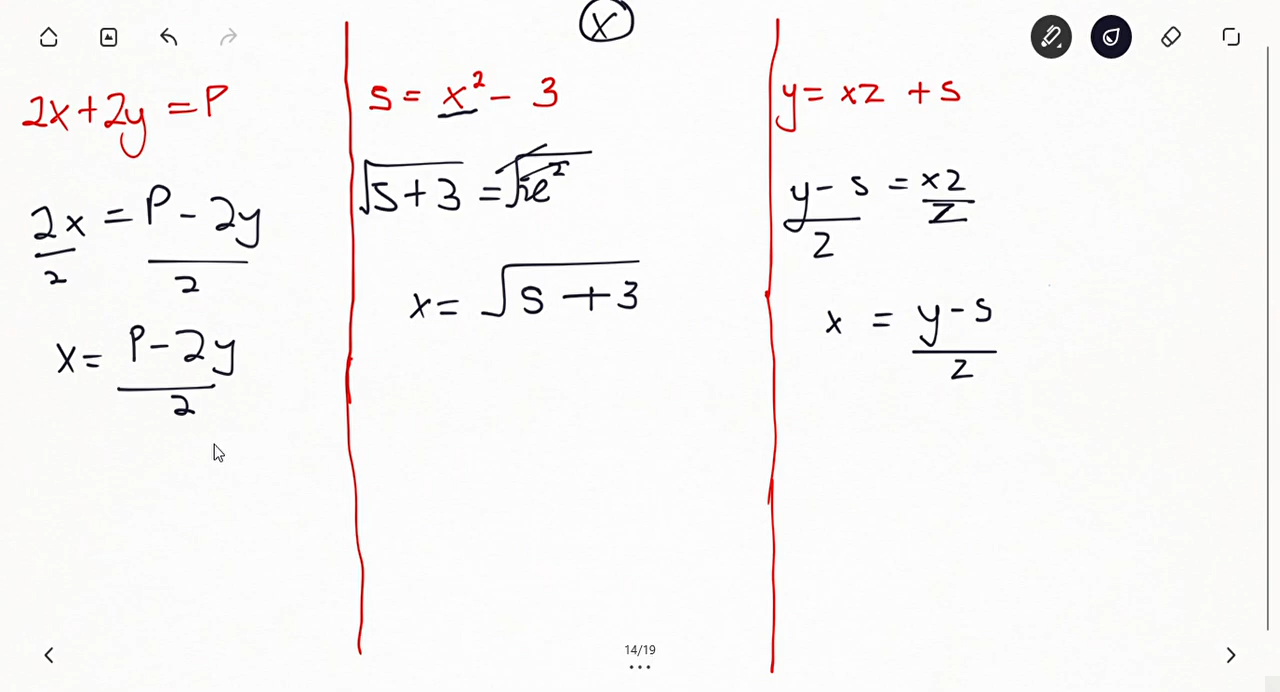 x
2x+2y = P
2x = P - 2y
2 2
x = P - 2y
2
s = x² - 3
√s+3 = √x²
x = √s+3
y = xz + s
y - s = xz
z z
x = y - s
z
14/19